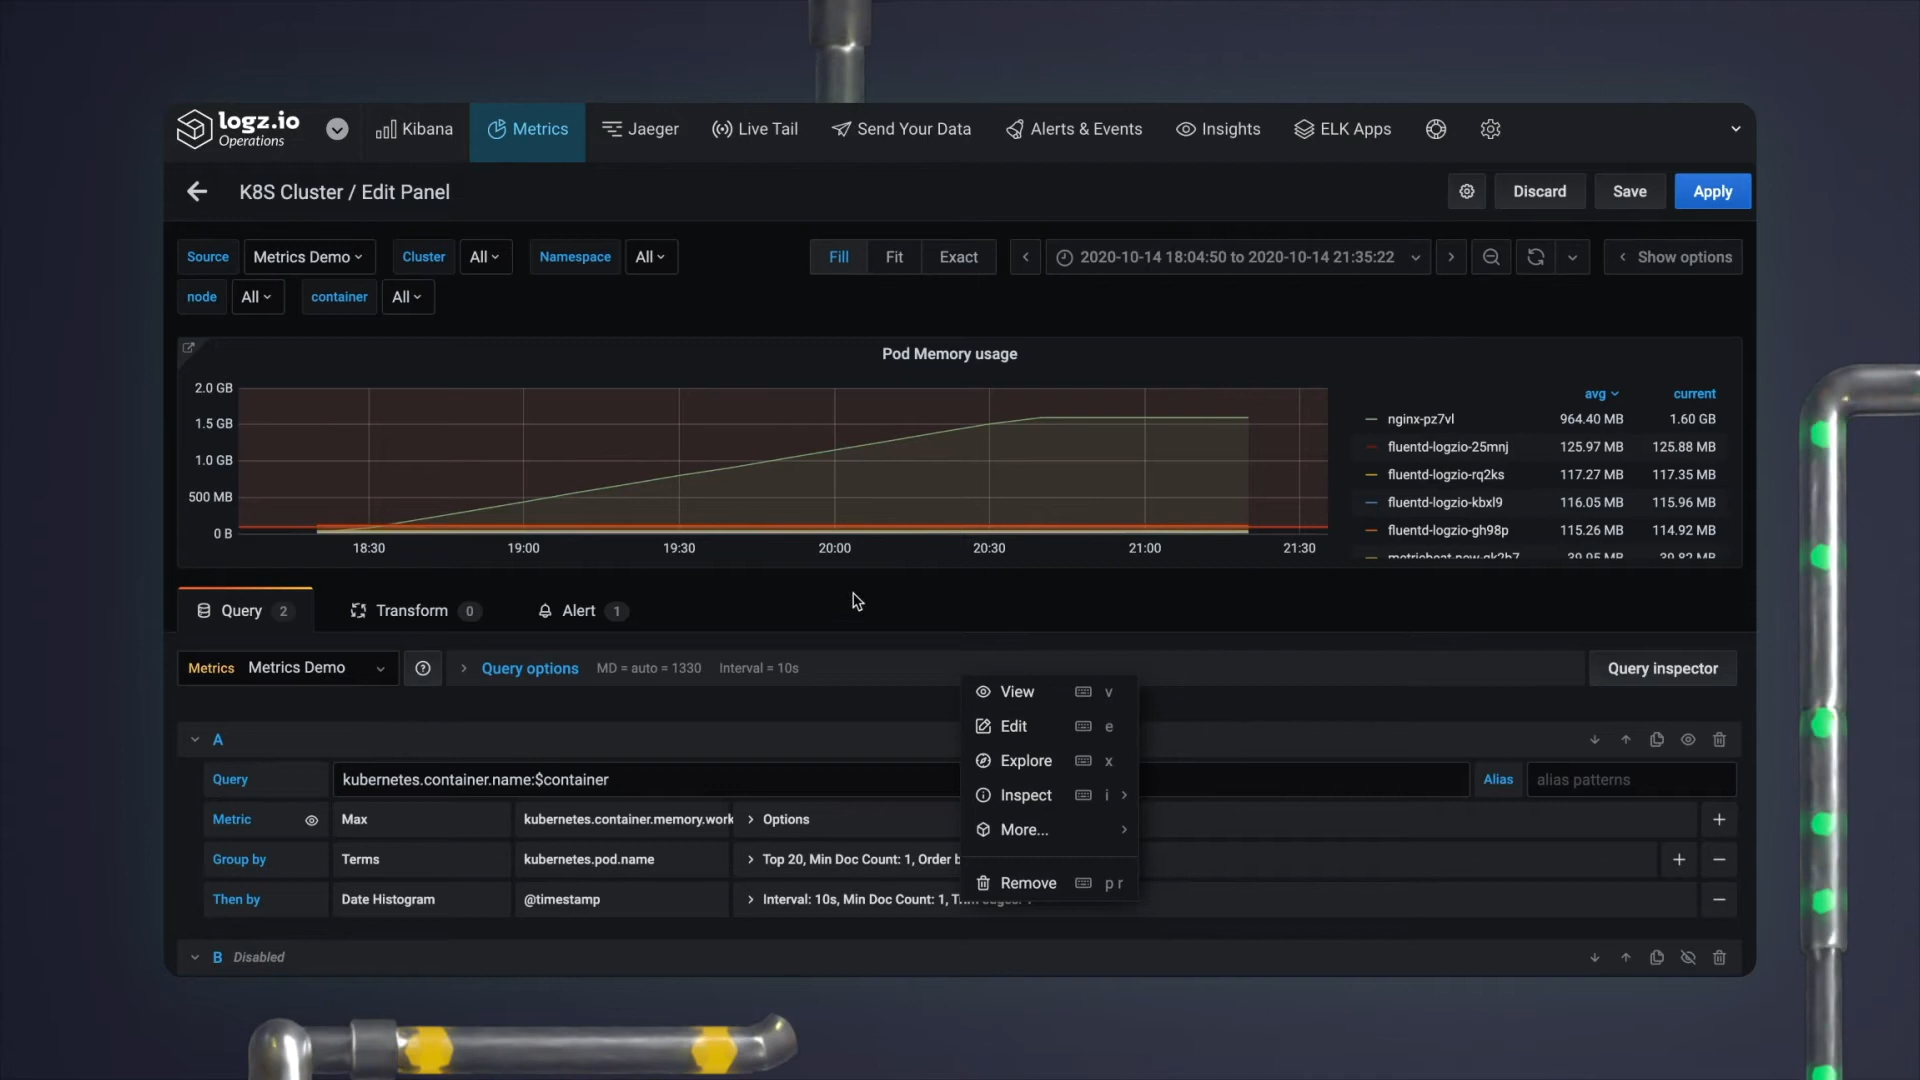 logz.io
Operations
Kibana
Metrics
Jaeger
Live Tail
Send Your Data
Alerts & Events
Insights
ELK Apps
K8S Cluster / Edit Panel
Discard
Save
Apply
Source Metrics Demo
Cluster All
Namespace All
Fill Fit Exact
2020-10-14 18:04:50 to 2020-10-14 21:35:22
Show options
node All
container All
Pod Memory usage
2.0 GB
1.5 GB
1.0 GB
500 MB
0 B
18:30 19:00 19:30 20:00 20:30 21:00 21:30
avg current
nginx-pz7vl 964.40 MB 1.60 GB
fluentd-logzio-25mnj 125.97 MB 125.88 MB
fluentd-logzio-rq2ks 117.27 MB 117.35 MB
fluentd-logzio-kbxl9 116.05 MB 115.96 MB
fluentd-logzio-gh98p 115.26 MB 114.92 MB
39.95 MB 39.82 MB
Query 2
Transform 0
Alert 1
Metrics Metrics Demo
Query options MD = auto = 1330 Interval = 10s
Query inspector
View v
Edit e
Explore x
Inspect i
More...
Remove p r
A
Query kubernetes.container.name:$container
Alias alias patterns
Metric Max kubernetes.container.memory.work Options
Group by Terms kubernetes.pod.name Top 20, Min Doc Count: 1, Order b
Then by Date Histogram @timestamp Interval: 10s, Min Doc Count: 1,
B Disabled